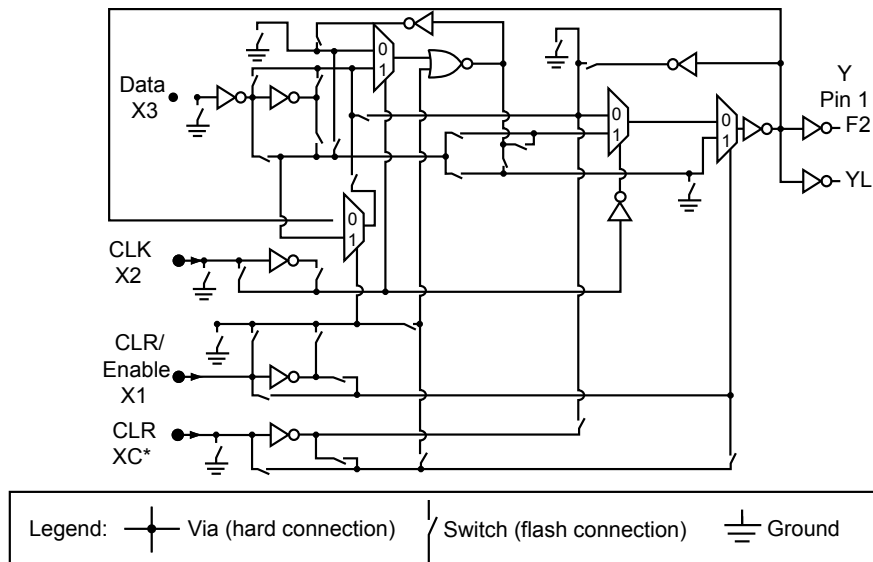 Data
X3
0
1
0
1
0
1
Y
Pin 1
F2
YL
0
1
CLK
X2
CLR/
Enable
X1
CLR
XC*
Legend: Via (hard connection) Switch (flash connection) Ground